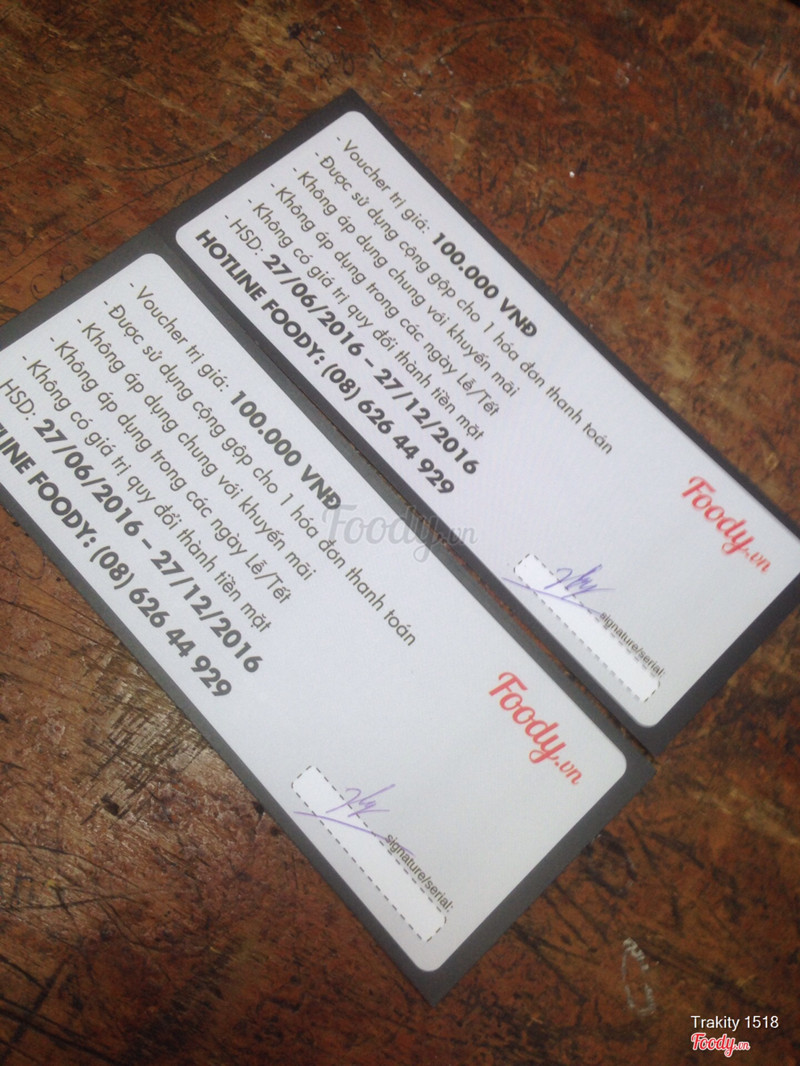 - Voucher trị giá: 100.000 VNĐ
- Được sử dụng cộng gộp cho 1 hóa đơn thanh toán
- Không áp dụng chung với khuyến mãi
- Không áp dụng trong các ngày Lễ/Tết
- Không có giá trị quy đổi thành tiền mặt
- HSD: 27/06/2016 – 27/12/2016
HOTLINE FOODY: (08) 626 44 929
Foody.vn
signature/serial:
- Voucher trị giá: 100.000 VNĐ
- Được sử dụng cộng gộp cho 1 hóa đơn thanh toán
- Không áp dụng chung với khuyến mãi
- Không áp dụng trong các ngày Lễ/Tết
- Không có giá trị quy đổi thành tiền mặt
HSD: 27/06/2016 – 27/12/2016
TLINE FOODY: (08) 626 44 929
Foody.vn
signature/serial:
Foody.vn
Trakity 1518
Foody.vn